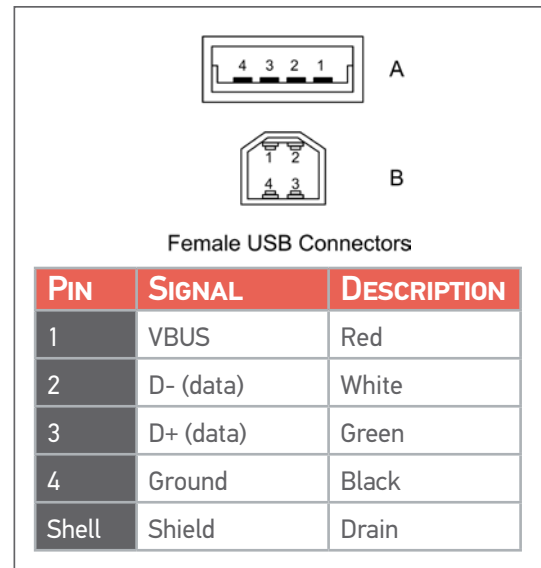 4 3 2 1
A
1 2
4 3
B
Female USB Connectors
PIN SIGNAL DESCRIPTION
1 VBUS Red
2 D- (data) White
3 D+ (data) Green
4 Ground Black
Shell Shield Drain